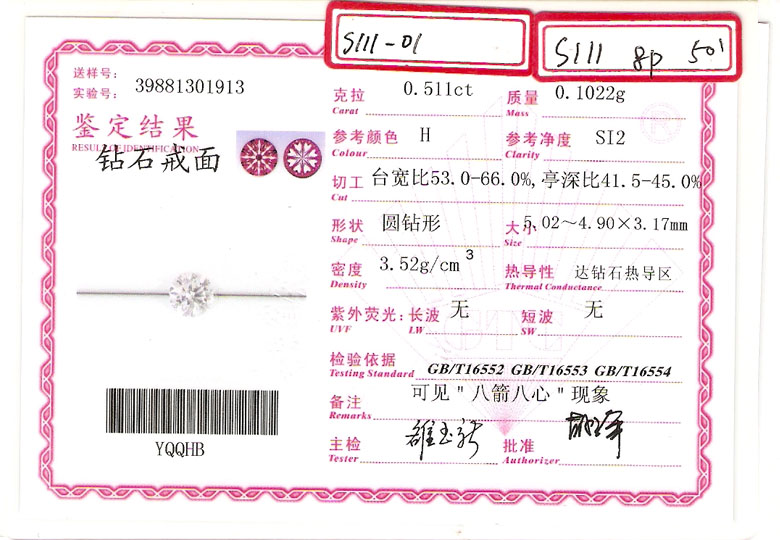 S111-01
S111 8P 501
送样号:
实验号: 39881301913
鉴定结果
RESULT OF IDENTIFICATION
钻石戒面
YQQHB
克拉 0.511ct
Carat
质量 0.1022g
Mass
参考颜色 H
Colour
参考净度 SI2
Clarity
切工 台宽比53.0-66.0%,亭深比41.5-45.0%
Cut
形状 圆钻形
Shape
大小 5.02～4.90×3.17mm
Size
密度 3.52g/cm³
Density
热导性 达钻石热导区
Thermal Conductance
紫外荧光: 长波 无 短波 无
UVF LW SW
检验依据 GB/T16552 GB/T16553 GB/T16554
Testing Standard
备注 可见"八箭八心"现象
Remarks
主检
Tester
批准
Authorizer